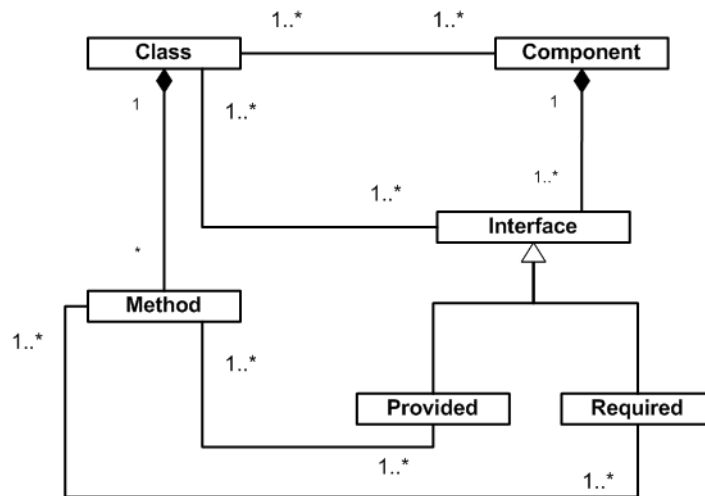 1..*
1..*
Class
Component
1
1..*
1
1..*
1..*
Interface
*
Method
1..*
1..*
Provided
Required
1..*
1..*